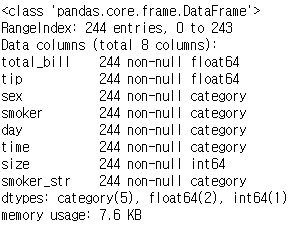 <class 'pandas.core.frame.DataFrame'>
RangeIndex: 244 entries, 0 to 243
Data columns (total 8 columns):
total_bill 244 non-null float64
tip 244 non-null float64
sex 244 non-null category
smoker 244 non-null category
day 244 non-null category
time 244 non-null category
size 244 non-null int64
smoker_str 244 non-null category
dtypes: category(5), float64(2), int64(1)
memory usage: 7.6 KB